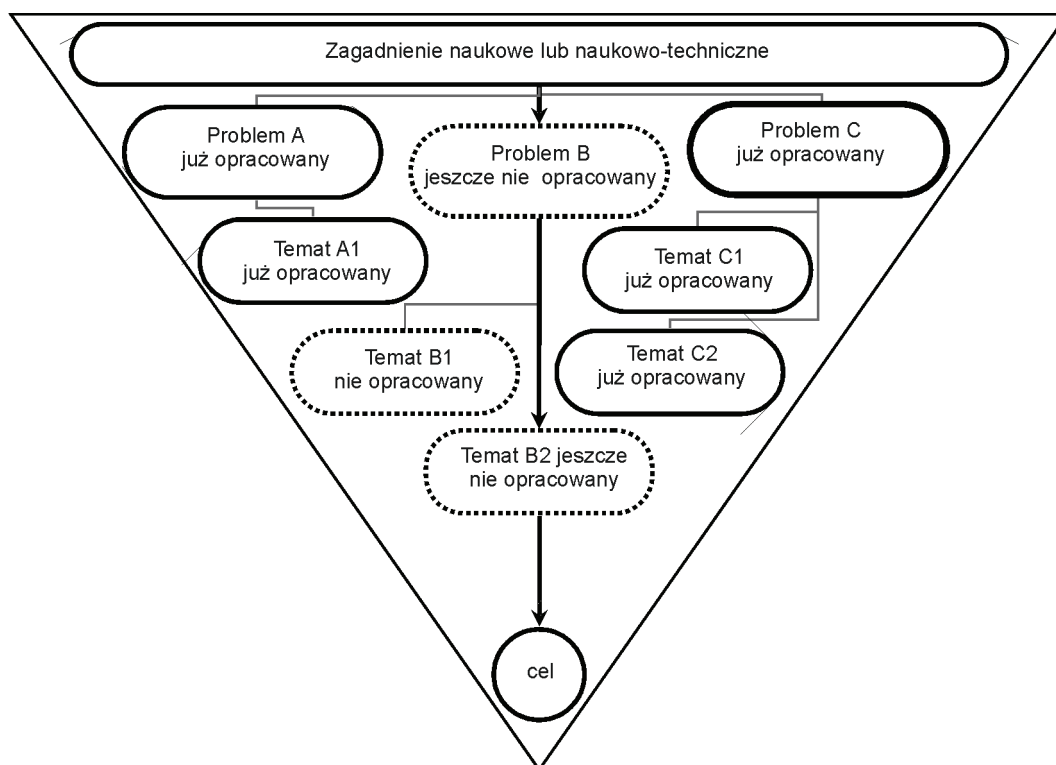 Zagadnienie naukowe lub naukowo-techniczne
Problem A
już opracowany
Problem B
jeszcze nie opracowany
Problem C
już opracowany
Temat A1
już opracowany
Temat C1
już opracowany
Temat B1
nie opracowany
Temat C2
już opracowany
Temat B2 jeszcze
nie opracowany
cel